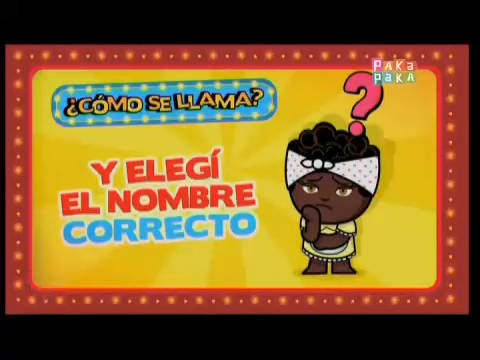 PAKA
PAKA
¿CÓMO SE LLAMA?
?
Y ELEGÍ
EL NOMBRE
CORRECTO